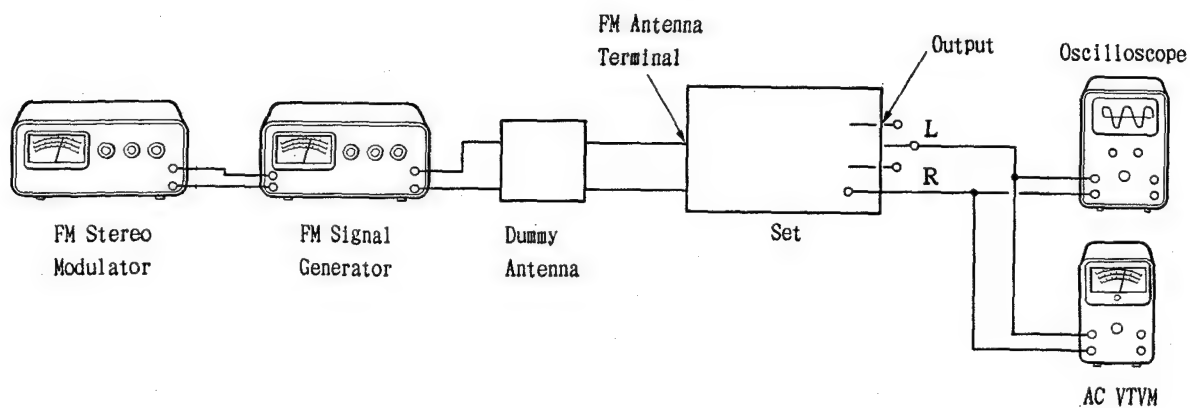 FM Antenna
Terminal
Output
Oscilloscope
L
R
FM Stereo
Modulator
FM Signal
Generator
Dummy
Antenna
Set
AC VTVM